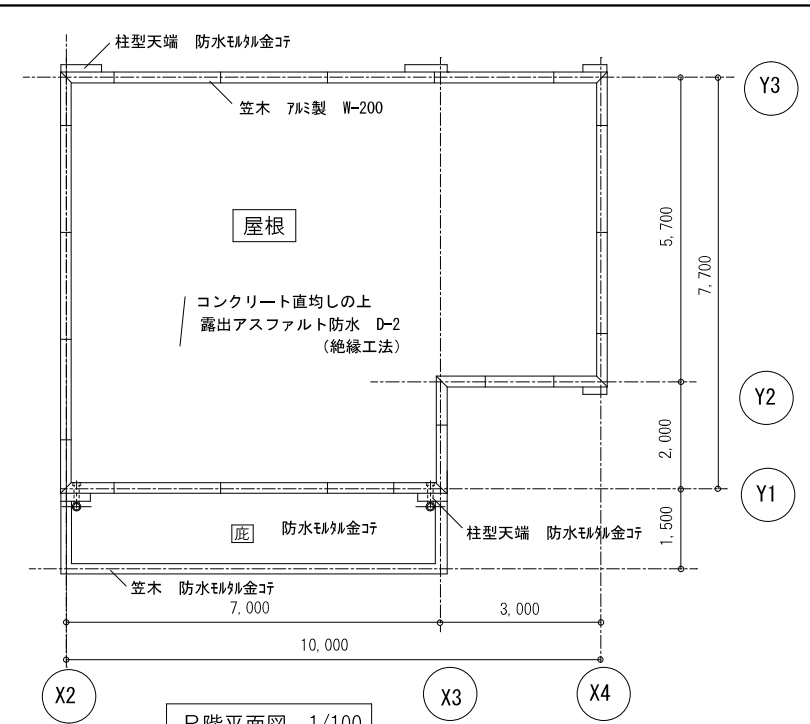 柱型天端 防水ﾓﾙﾀﾙ金ｺﾃ
Y3
笠木 ｱﾙﾐ製 W-200
屋根
5,700
7,700
コンクリート直均しの上
露出アスファルト防水 D-2
(絶縁工法)
Y2
2,000
Y1
庇
防水ﾓﾙﾀﾙ金ｺﾃ
柱型天端 防水ﾓﾙﾀﾙ金ｺﾃ
1,500
笠木 防水ﾓﾙﾀﾙ金ｺﾃ
7,000
3,000
10,000
X2
X3
X4
R階平面図 1/100